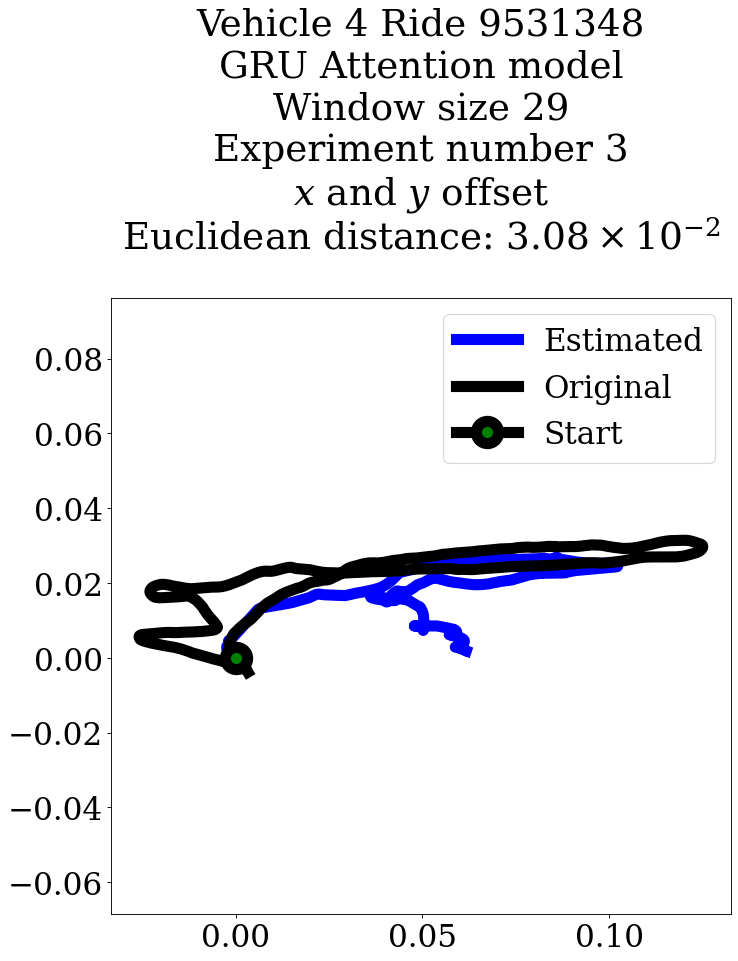 Vehicle 4 Ride 9531348
GRU Attention model
Window size 29
Experiment number 3
x and y offset
Euclidean distance: 3.08 × 10⁻²
Estimated
Original
Start
0.08
0.06
0.04
0.02
0.00
−0.02
−0.04
−0.06
0.00 0.05 0.10